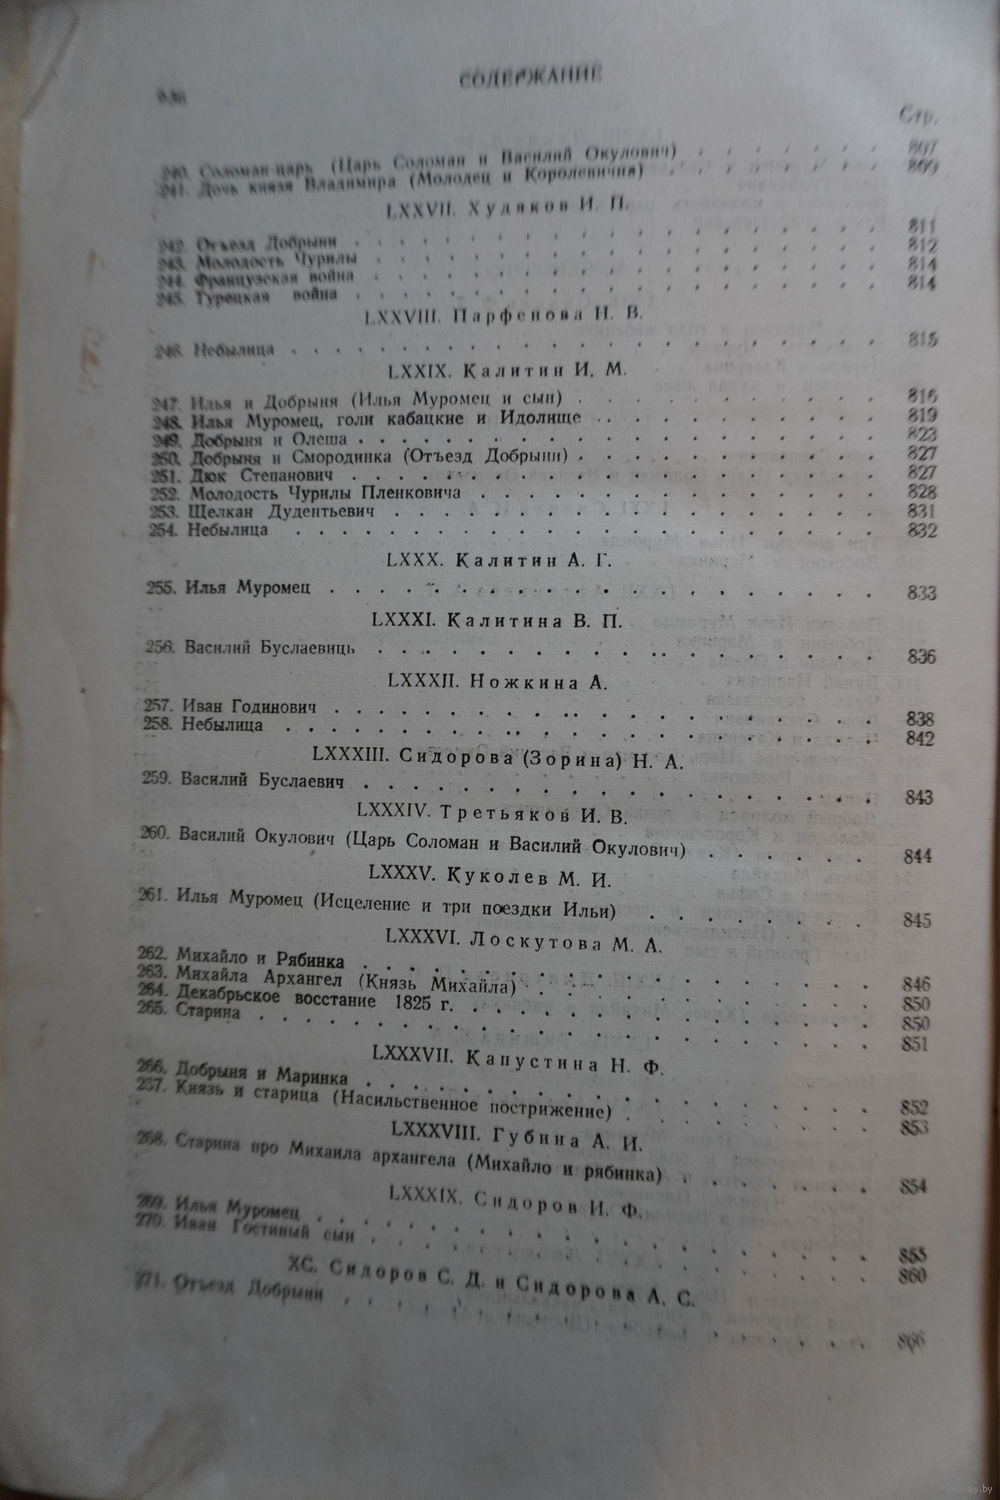 СОДЕРЖАНИЕ
Стр.
240. Соломан-царь (Царь Соломан и Василий Окулович) . . . . . . . 807
241. Дочь князя Владимира (Молодец и Королевична) . . . . . . . 809
LXXVII. Худяков И. П.
242. Отъезд Добрыни . . . . . . . . . . . . . . 811
243. Молодость Чурилы . . . . . . . . . . . . . . 812
244. Французская война . . . . . . . . . . . . . . 814
245. Турецкая война . . . . . . . . . . . . . . 814
LXXVIII. Парфенова Н. В.
246. Небылица . . . . . . . . . . . . . . . . 815
LXXIX. Калитин И. М.
247. Илья и Добрыня (Илья Муромец и сын) . . . . . . . . . 816
248. Илья Муромец, голи кабацкие и Идолище . . . . . . . . . 819
249. Добрыня и Олеша . . . . . . . . . . . . . . 823
250. Добрыня и Смородинка (Отъезд Добрыни) . . . . . . . . . 827
251. Дюк Степанович . . . . . . . . . . . . . . 827
252. Молодость Чурилы Пленковича . . . . . . . . . . . 828
253. Щелкан Дудентьевич . . . . . . . . . . . . . 831
254. Небылица . . . . . . . . . . . . . . . . 832
LXXX. Калитин А. Г.
255. Илья Муромец . . . . . . . . . . . . . . . 833
LXXXI. Калитина В. П.
256. Василий Буслаевиць . . . . . . . . . . . . . 836
LXXXII. Ножкина А.
257. Иван Годинович . . . . . . . . . . . . . . 838
258. Небылица . . . . . . . . . . . . . . . . 842
LXXXIII. Сидорова (Зорина) Н. А.
259. Василий Буслаевич . . . . . . . . . . . . . . 843
LXXXIV. Третьяков И. В.
260. Василий Окулович (Царь Соломан и Василий Окулович) . . . . . . 844
LXXXV. Куколев М. И.
261. Илья Муромец (Исцеление и три поездки Ильи) . . . . . . . . 845
LXXXVI. Лоскутова М. А.
262. Михайло и Рябинка . . . . . . . . . . . . . . 846
263. Михайла Архангел (Князь Михайла) . . . . . . . . . . 850
264. Декабрьское восстание 1825 г. . . . . . . . . . . . 850
265. Старина . . . . . . . . . . . . . . . . 851
LXXXVII. Капустина Н. Ф.
266. Добрыня и Маринка . . . . . . . . . . . . . . 852
237. Князь и старица (Насильственное пострижение) . . . . . . . . 853
LXXXVIII. Губина А. И.
268. Старина про Михаила архангела (Михайло и рябинка) . . . . . . . 854
LXXXIX. Сидоров И. Ф.
269. Илья Муромец . . . . . . . . . . . . . . . 855
270. Иван Гостиный сын . . . . . . . . . . . . . . 860
XC. Сидоров С. Д. и Сидорова А. С.
271. Отъезд Добрыни . . . . . . . . . . . . . . 866